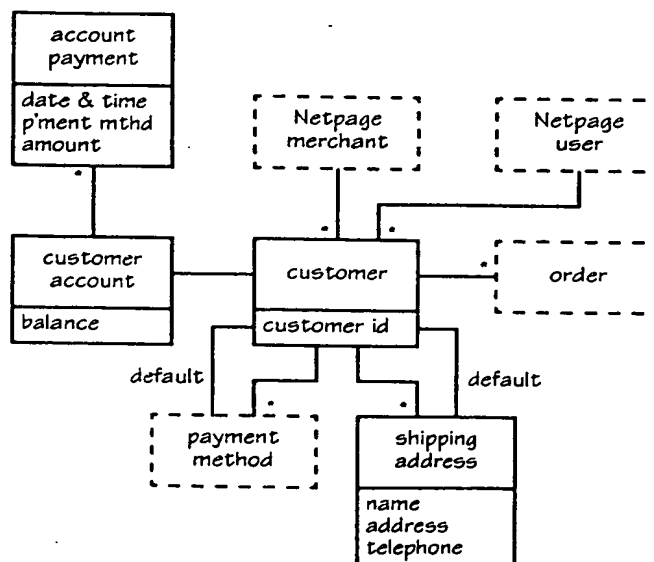 account
payment
date & time
p'ment mthd
amount
*
Netpage
merchant
*
Netpage
user
*
customer
account
balance
customer
customer id
*
order
default
*
payment
method
default
*
shipping
address
name
address
telephone